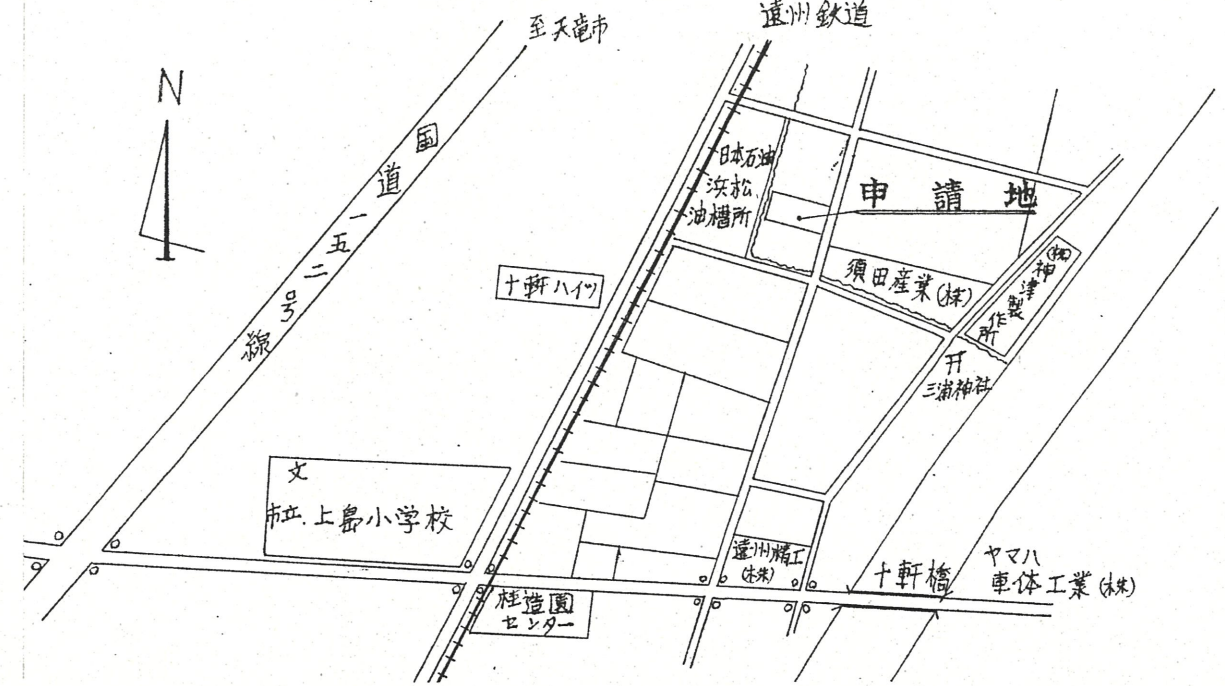 遠州鉄道
至天竜市
N
国道一五二号線
日本石油
浜松
油槽所
申請地
須田産業(株)
(株)神津製作所
十軒ハイツ
三浦神社
文
市立.上島小学校
遠州精工
(株)
十軒橋
ヤマハ
車体工業(株)
桂造園
センター